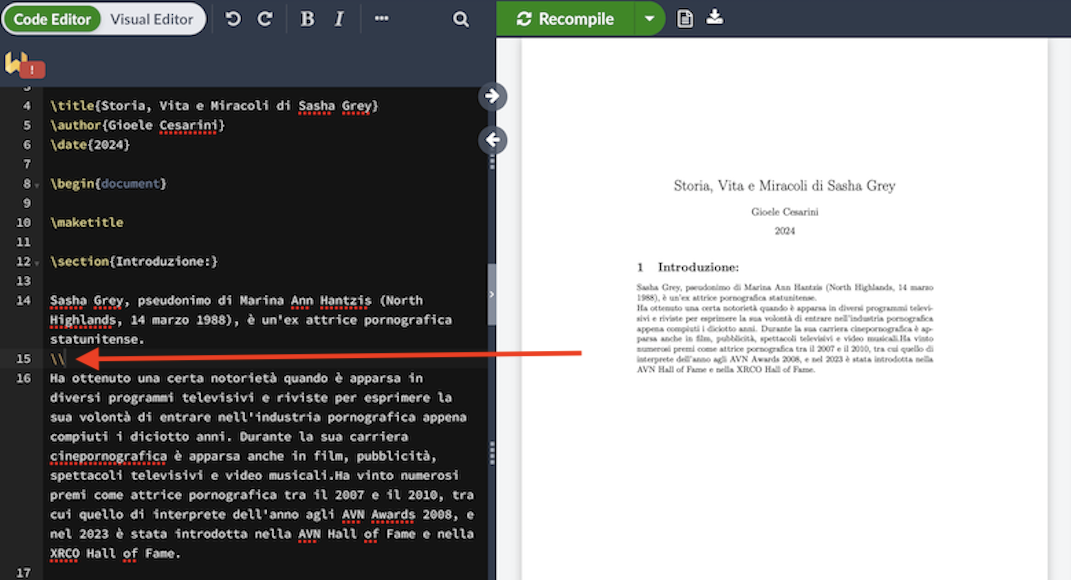 Code Editor Visual Editor B I ... Recompile
!
3
4 \title{Storia, Vita e Miracoli di Sasha Grey}
5 \author{Gioele Cesarini}
6 \date{2024}
7
8 \begin{document}
9
10 \maketitle
11
12 \section{Introduzione:}
13
14 Sasha Grey, pseudonimo di Marina Ann Hantzis (North
Highlands, 14 marzo 1988), è un'ex attrice pornografica
statunitense.
15 \\
16 Ha ottenuto una certa notorietà quando è apparsa in
diversi programmi televisivi e riviste per esprimere la
sua volontà di entrare nell'industria pornografica appena
compiuti i diciotto anni. Durante la sua carriera
cinepornografica è apparsa anche in film, pubblicità,
spettacoli televisivi e video musicali.Ha vinto numerosi
premi come attrice pornografica tra il 2007 e il 2010, tra
cui quello di interprete dell'anno agli AVN Awards 2008, e
nel 2023 è stata introdotta nella AVN Hall of Fame e nella
XRCO Hall of Fame.
17
Storia, Vita e Miracoli di Sasha Grey
Gioele Cesarini
2024
1 Introduzione:
Sasha Grey, pseudonimo di Marina Ann Hantzis (North Highlands, 14 marzo
1988), è un'ex attrice pornografica statunitense.
Ha ottenuto una certa notorietà quando è apparsa in diversi programmi televi-
sivi e riviste per esprimere la sua volontà di entrare nell'industria pornografica
appena compiuti i diciotto anni. Durante la sua carriera cinepornografica è ap-
parsa anche in film, pubblicità, spettacoli televisivi e video musicali.Ha vinto
numerosi premi come attrice pornografica tra il 2007 e il 2010, tra cui quello di
interprete dell'anno agli AVN Awards 2008, e nel 2023 è stata introdotta nella
AVN Hall of Fame e nella XRCO Hall of Fame.